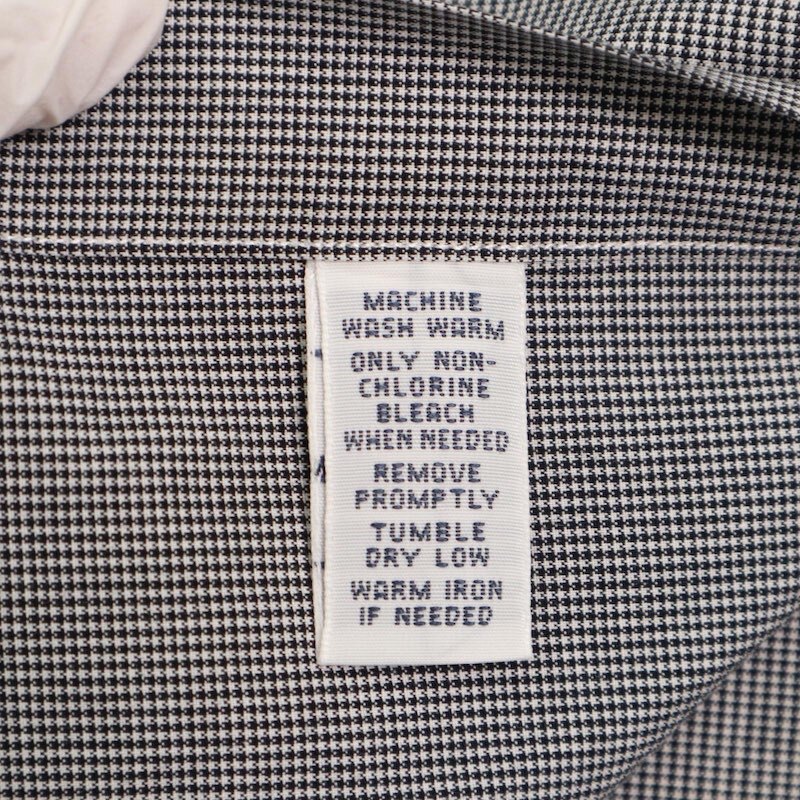 MACHINE
WASH WARM
ONLY NON-
CHLORINE
BLEACH
WHEN NEEDED
REMOVE
PROMPTLY
TUMBLE
DRY LOW
WARM IRON
IF NEEDED